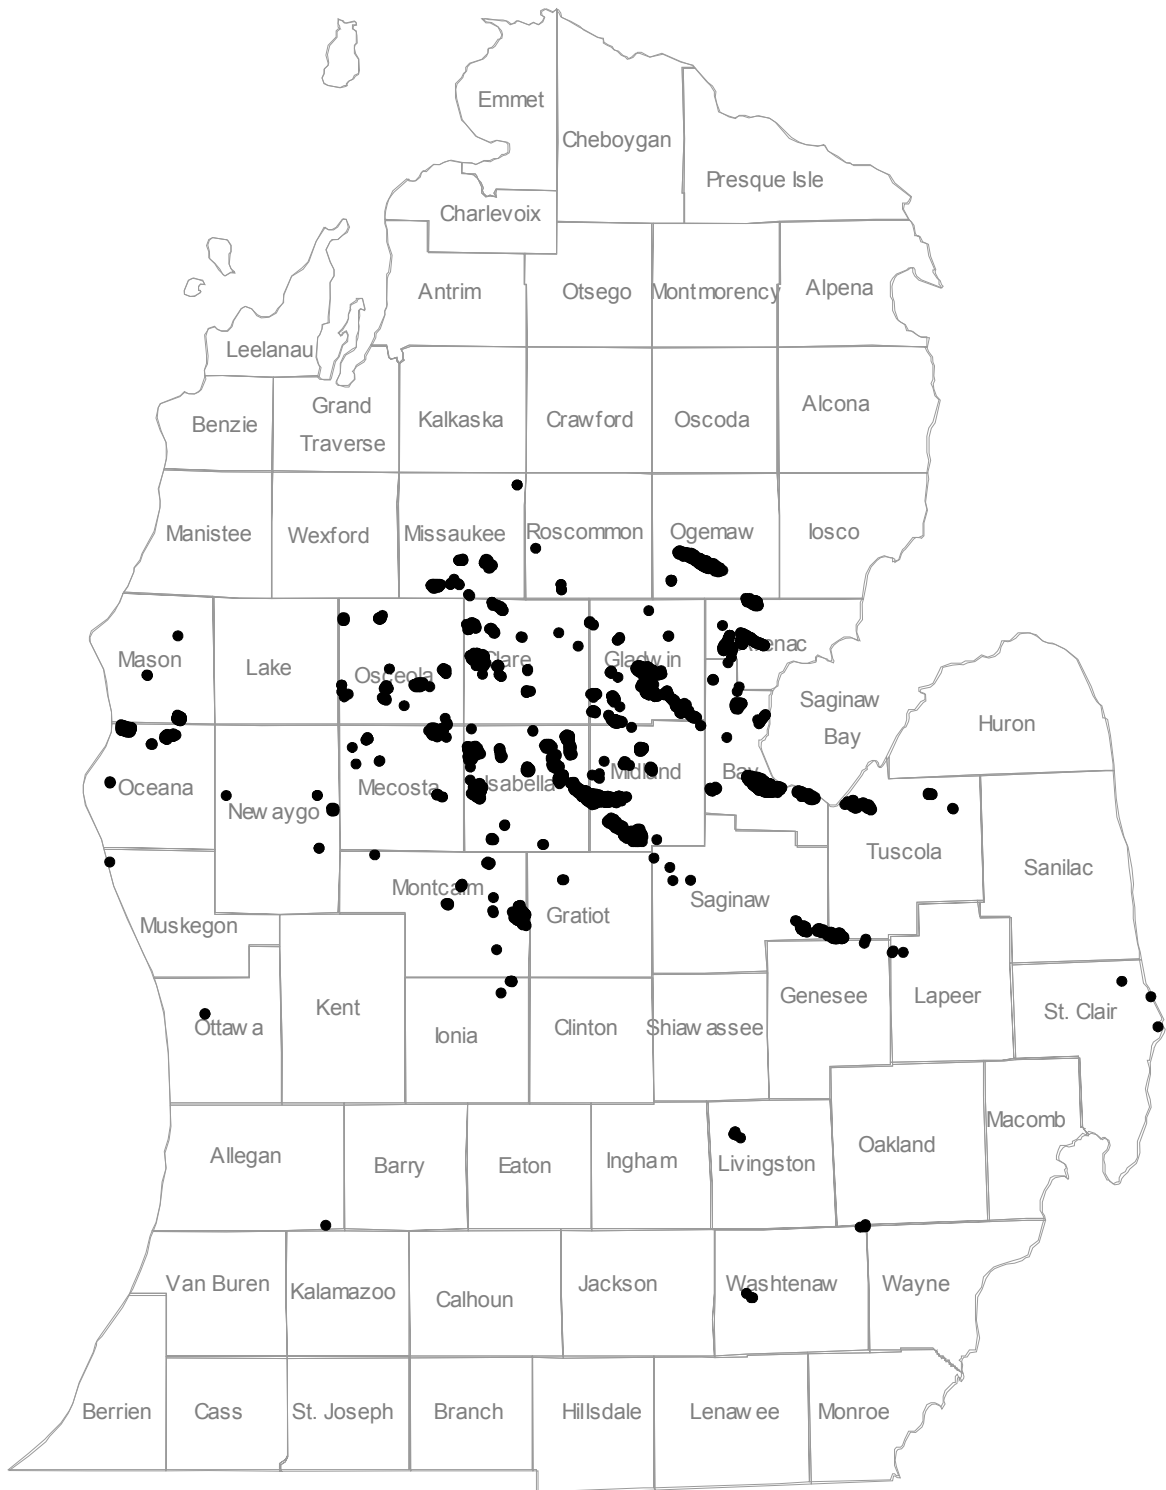 Emmet
Cheboygan
Presque Isle
Charlevoix
Antrim
Otsego
Montmorency
Alpena
Leelanau
Benzie
Grand
Traverse
Kalkaska
Crawford
Oscoda
Alcona
Manistee
Wexford
Missaukee
Roscommon
Ogemaw
Iosco
Mason
Lake
Osceola
Clare
Gladwin
Arenac
Saginaw
Bay
Huron
Oceana
Newaygo
Mecosta
Isabella
Midland
Bay
Tuscola
Sanilac
Muskegon
Montcalm
Gratiot
Saginaw
Ottawa
Kent
Ionia
Clinton
Shiawassee
Genesee
Lapeer
St. Clair
Allegan
Barry
Eaton
Ingham
Livingston
Oakland
Macomb
Van Buren
Kalamazoo
Calhoun
Jackson
Washtenaw
Wayne
Berrien
Cass
St. Joseph
Branch
Hillsdale
Lenawee
Monroe